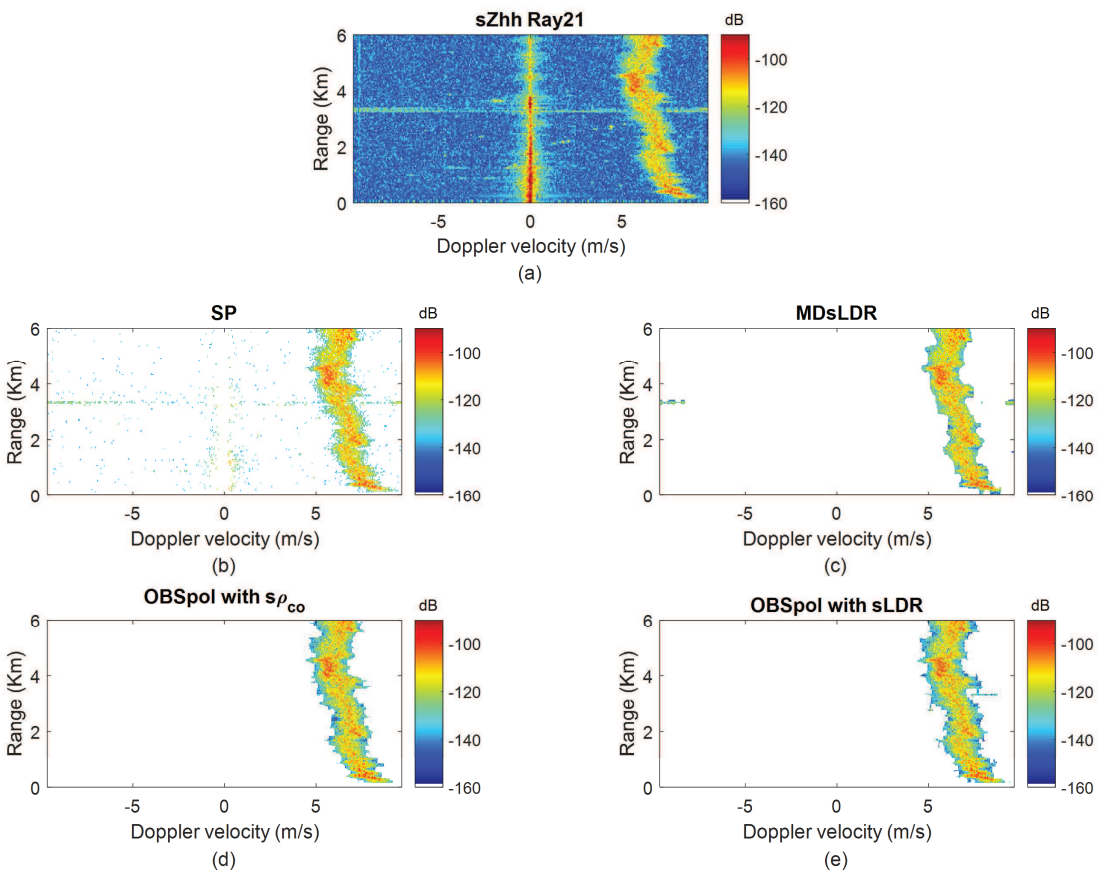 sZhh Ray21
dB
6
4
2
0
Range (Km)
-100
-120
-140
-160
-5 0 5
Doppler velocity (m/s)
(a)
SP
dB
6
4
2
0
Range (Km)
-100
-120
-140
-160
-5 0 5
Doppler velocity (m/s)
(b)
MDsLDR
dB
6
4
2
0
Range (Km)
-100
-120
-140
-160
-5 0 5
Doppler velocity (m/s)
(c)
OBSpol with sρco
dB
6
4
2
0
Range (Km)
-100
-120
-140
-160
-5 0 5
Doppler velocity (m/s)
(d)
OBSpol with sLDR
dB
6
4
2
0
Range (Km)
-100
-120
-140
-160
-5 0 5
Doppler velocity (m/s)
(e)